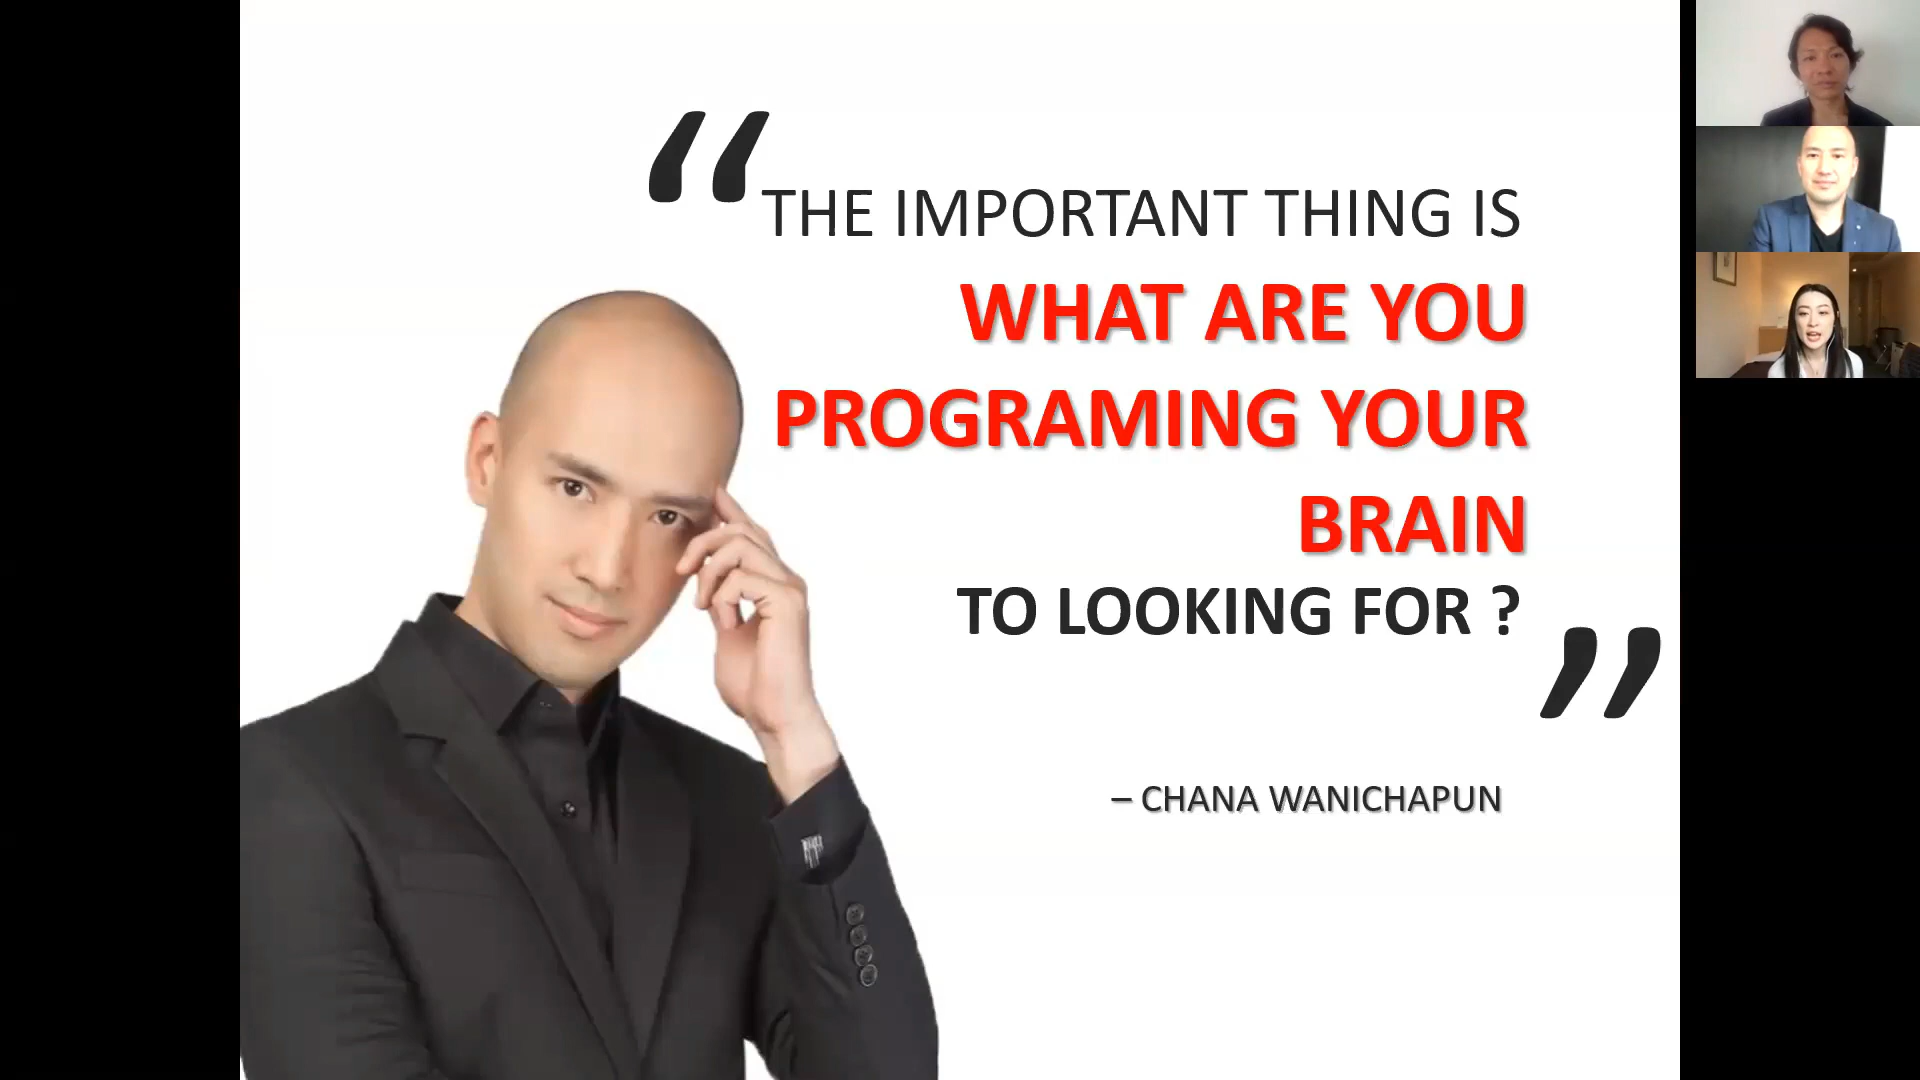 “THE IMPORTANT THING IS
WHAT ARE YOU
PROGRAMING YOUR
BRAIN
TO LOOKING FOR ?”
– CHANA WANICHAPUN